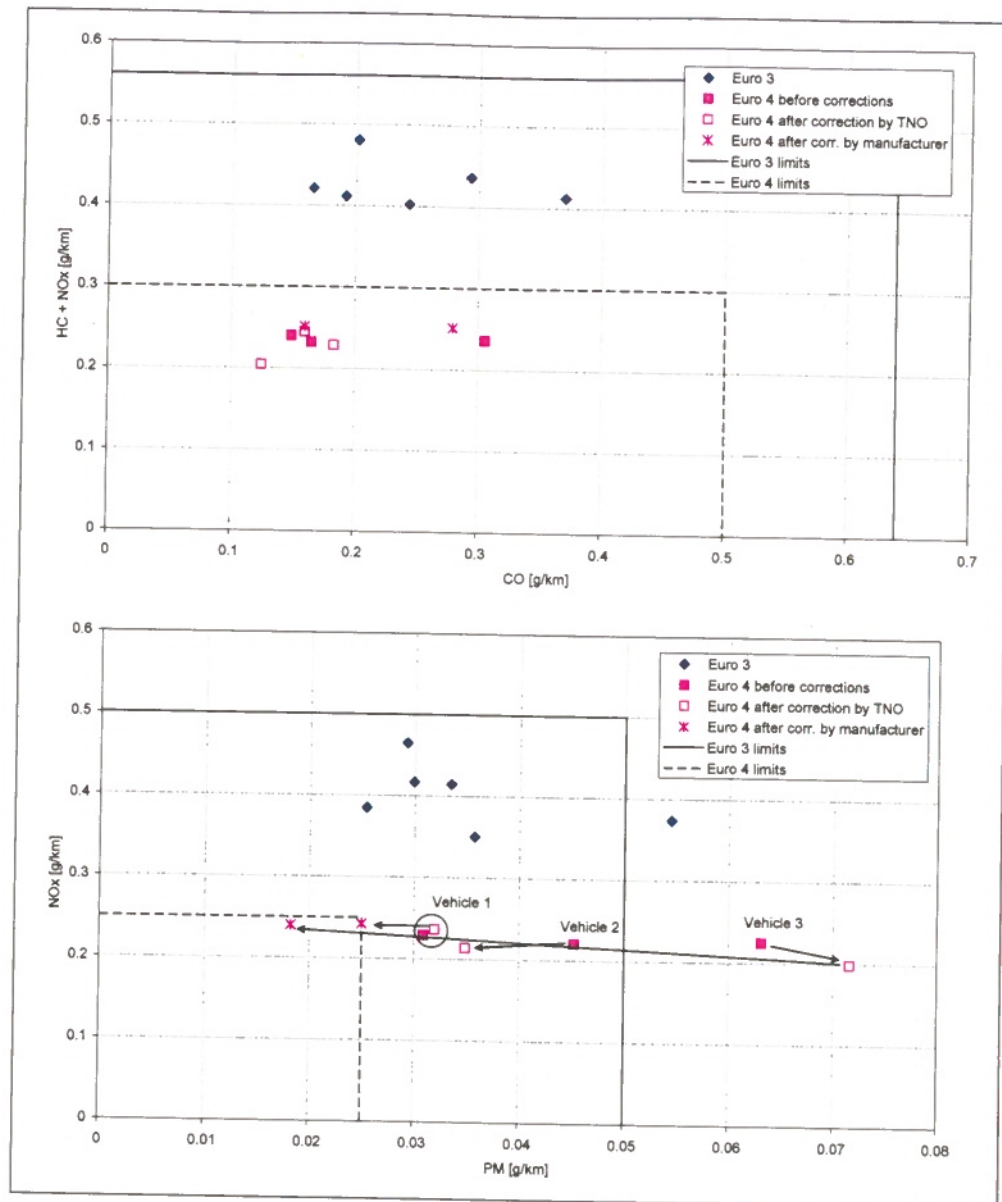 0.6
0.5
0.4
0.3
0.2
0.1
0
HC + NOx [g/km]
Euro 3
Euro 4 before corrections
Euro 4 after correction by TNO
Euro 4 after corr. by manufacturer
Euro 3 limits
Euro 4 limits
0 0.1 0.2 0.3 0.4 0.5 0.6 0.7
CO [g/km]
0.6
0.5
0.4
0.3
0.2
0.1
0
NOx [g/km]
Euro 3
Euro 4 before corrections
Euro 4 after correction by TNO
Euro 4 after corr. by manufacturer
Euro 3 limits
Euro 4 limits
Vehicle 1
Vehicle 2
Vehicle 3
0 0.01 0.02 0.03 0.04 0.05 0.06 0.07 0.08
PM [g/km]